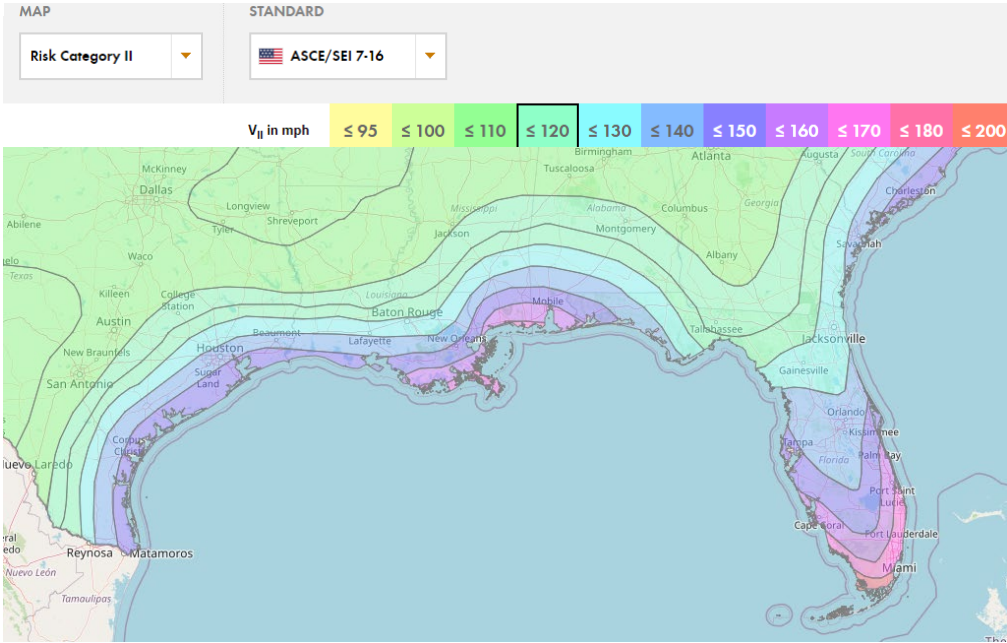 MAP
STANDARD
Risk Category II
ASCE/SEI 7-16
V_II in mph
≤ 95
≤ 100
≤ 110
≤ 120
≤ 130
≤ 140
≤ 150
≤ 160
≤ 170
≤ 180
≤ 200
Birmingham
Atlanta
Augusta
South Carolina
McKinney
Dallas
Tuscaloosa
Charleston
Abilene
Longview
Shreveport
Tyler
Mississippi
Alabama
Columbus
Georgia
Jackson
Montgomery
Savannah
Waco
Albany
Texas
Killeen
College
Station
Louisiana
Austin
Baton Rouge
Mobile
Beaumont
Tallahassee
Jacksonville
New Braunfels
Houston
Lafayette
New Orleans
Sugar
Land
Gainesville
San Antonio
Orlando
Kissimmee
Corpus
Christi
Tampa
Palm Bay
Florida
uevo Laredo
Port Saint
Lucie
Cape Coral
Fort Lauderdale
Reynosa
Matamoros
Miami
Nuevo León
Tamaulipas
The